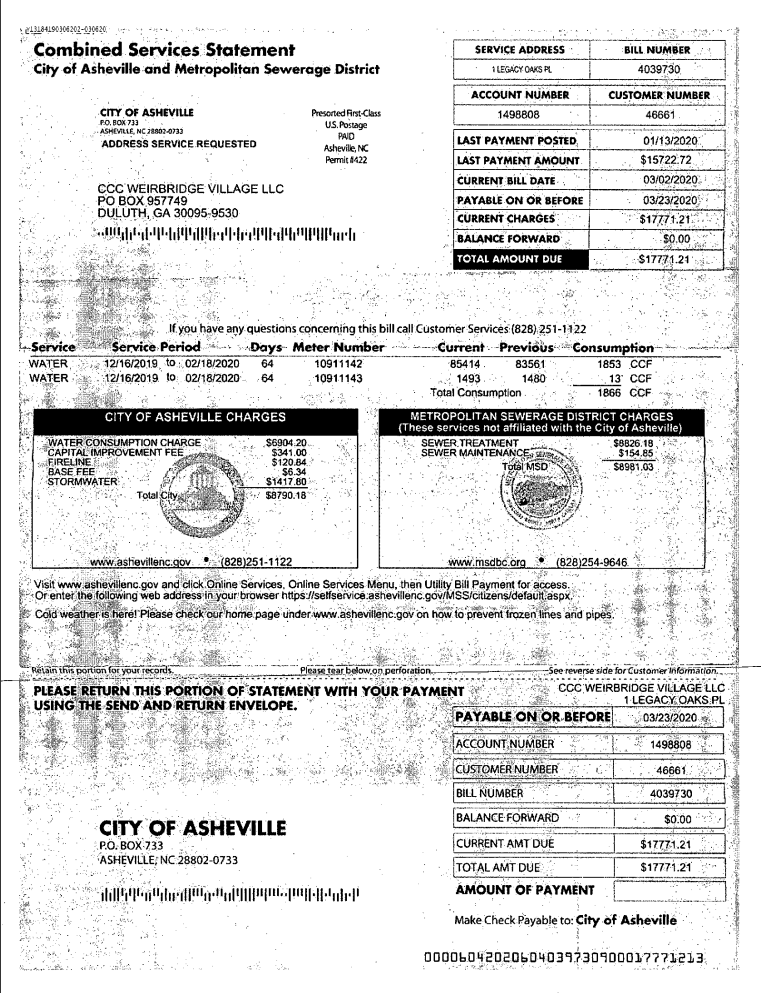 @13184190306202-030620
Combined Services Statement
City of Asheville and Metropolitan Sewerage District
SERVICE ADDRESS BILL NUMBER
1 LEGACY OAKS PL 4039730
ACCOUNT NUMBER CUSTOMER NUMBER
1498808 46661
CITY OF ASHEVILLE
P.O. BOX 733
ASHEVILLE, NC 28802-0733
ADDRESS SERVICE REQUESTED
Presorted First-Class
U.S. Postage
PAID
Asheville, NC
Permit #422
LAST PAYMENT POSTED 01/13/2020
LAST PAYMENT AMOUNT $15722.72
CURRENT BILL DATE 03/02/2020
PAYABLE ON OR BEFORE 03/23/2020
CURRENT CHARGES $17771.21
BALANCE FORWARD $0.00
TOTAL AMOUNT DUE $17771.21
CCC WEIRBRIDGE VILLAGE LLC
PO BOX 957749
DULUTH, GA 30095-9530
If you have any questions concerning this bill call Customer Services (828) 251-1122
Service Service Period Days Meter Number Current Previous Consumption
WATER 12/16/2019 to 02/18/2020 64 10911142 85414 83561 1853 CCF
WATER 12/16/2019 to 02/18/2020 64 10911143 1493 1480 13 CCF
Total Consumption 1866 CCF
CITY OF ASHEVILLE CHARGES
WATER CONSUMPTION CHARGE $6904.20
CAPITAL IMPROVEMENT FEE $341.00
FIRELINE $120.84
BASE FEE $6.34
STORMWATER $1417.80
Total City $8790.18
www.ashevillenc.gov • (828)251-1122
METROPOLITAN SEWERAGE DISTRICT CHARGES
(These services not affiliated with the City of Asheville)
SEWER TREATMENT $8826.18
SEWER MAINTENANCE $154.85
Total MSD $8981.03
www.msdbc.org • (828)254-9646
Visit www.ashevillenc.gov and click Online Services, Online Services Menu, then Utility Bill Payment for access.
Or enter the following web address in your browser https://selfservice.ashevillenc.gov/MSS/citizens/default.aspx.
Cold weather is here! Please check our home page under www.ashevillenc.gov on how to prevent frozen lines and pipes.
Retain this portion for your records. Please tear below on perforation. See reverse side for Customer Information.
PLEASE RETURN THIS PORTION OF STATEMENT WITH YOUR PAYMENT
USING THE SEND AND RETURN ENVELOPE.
CCC WEIRBRIDGE VILLAGE LLC
1 LEGACY OAKS PL
PAYABLE ON OR BEFORE 03/23/2020
ACCOUNT NUMBER 1498808
CUSTOMER NUMBER 46661
BILL NUMBER 4039730
BALANCE FORWARD $0.00
CURRENT AMT DUE $17771.21
TOTAL AMT DUE $17771.21
AMOUNT OF PAYMENT
CITY OF ASHEVILLE
P.O. BOX 733
ASHEVILLE, NC 28802-0733
Make Check Payable to: City of Asheville
00006042020604039730900017771213